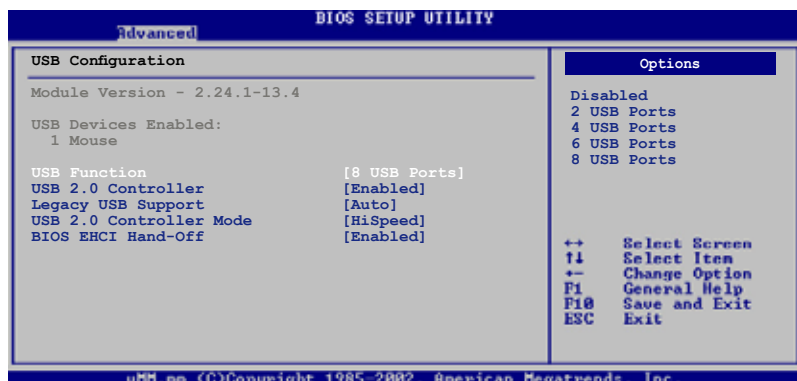 BIOS SETUP UTILITY
Advanced
USB Configuration
Module Version - 2.24.1-13.4
USB Devices Enabled:
1 Mouse
USB Function [8 USB Ports]
USB 2.0 Controller [Enabled]
Legacy USB Support [Auto]
USB 2.0 Controller Mode [HiSpeed]
BIOS EHCI Hand-Off [Enabled]
Options
Disabled
2 USB Ports
4 USB Ports
6 USB Ports
8 USB Ports
↔ Select Screen
↑↓ Select Item
+- Change Option
F1 General Help
F10 Save and Exit
ESC Exit
(C)Copyright 1985-2002, American Megatrends, Inc